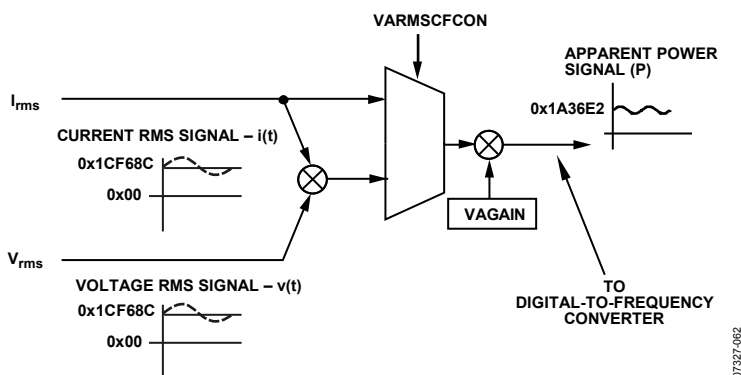 VARMSCFCON
APPARENT POWER
SIGNAL (P)
0x1A36E2
Irms
CURRENT RMS SIGNAL – i(t)
0x1CF68C
0x00
VAGAIN
Vrms
VOLTAGE RMS SIGNAL – v(t)
0x1CF68C
0x00
TO
DIGITAL-TO-FREQUENCY
CONVERTER
07327-062